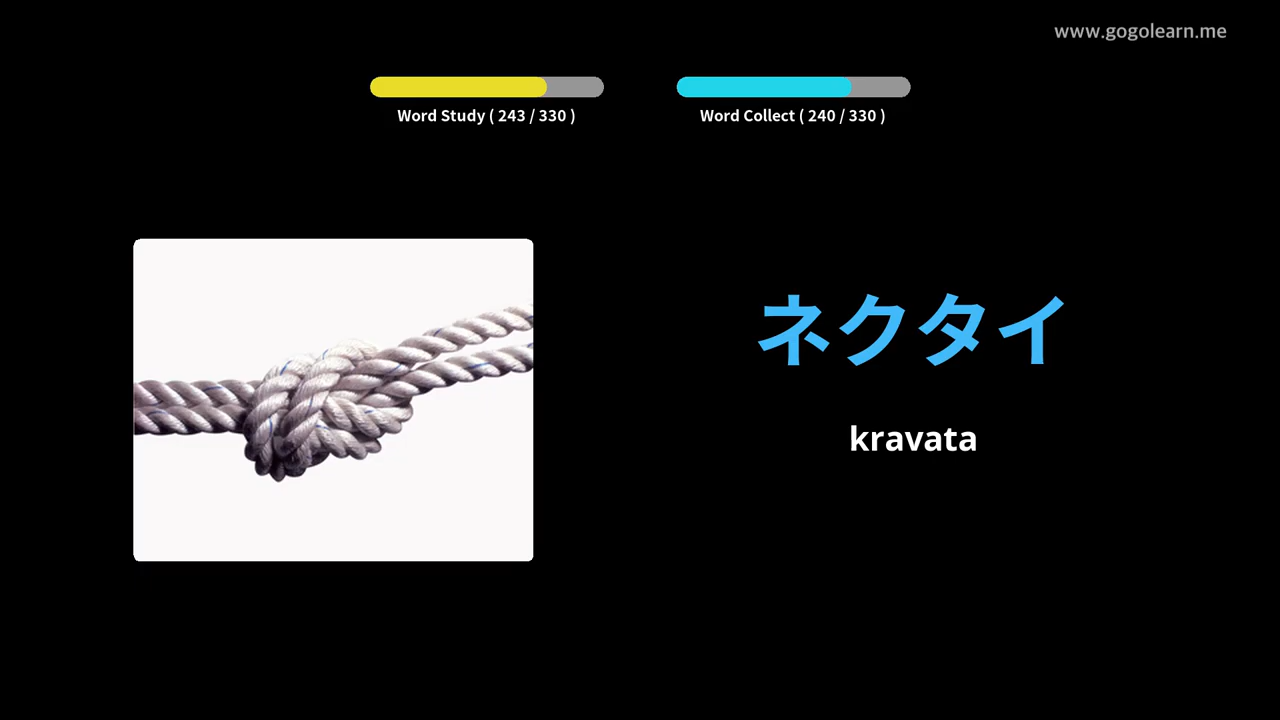 www.gogolearn.me
Word Study ( 243 / 330 )
Word Collect ( 240 / 330 )
ネクタイ
kravata